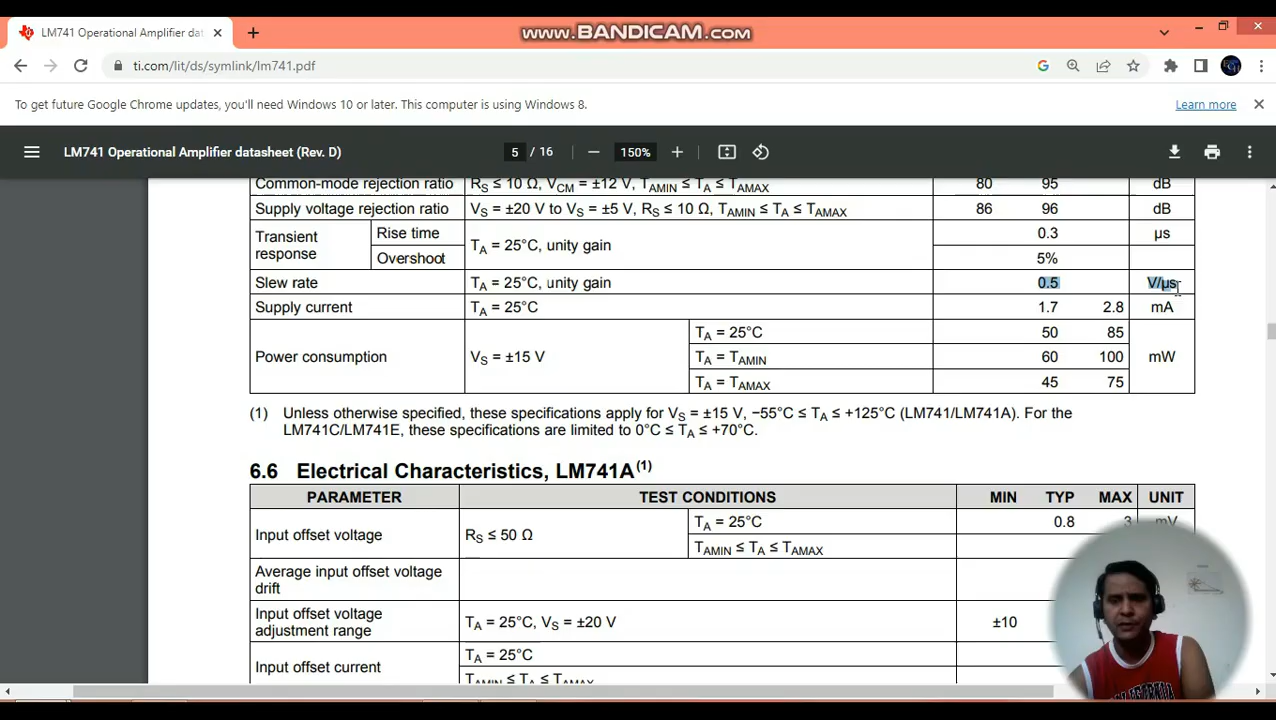 www.BANDICAM.com
LM741 Operational Amplifier dat
ti.com/lit/ds/symlink/lm741.pdf
To get future Google Chrome updates, you'll need Windows 10 or later. This computer is using Windows 8. Learn more
LM741 Operational Amplifier datasheet (Rev. D) 5 / 16 150%
Common-mode rejection ratio RS ≤ 10 Ω, VCM = ±12 V, TAMIN ≤ TA ≤ TAMAX 80 95 dB
Supply voltage rejection ratio VS = ±20 V to VS = ±5 V, RS ≤ 10 Ω, TAMIN ≤ TA ≤ TAMAX 86 96 dB
Transient response Rise time TA = 25°C, unity gain 0.3 µs
Overshoot 5%
Slew rate TA = 25°C, unity gain 0.5 V/µs
Supply current TA = 25°C 1.7 2.8 mA
Power consumption VS = ±15 V TA = 25°C 50 85 mW
TA = TAMIN 60 100
TA = TAMAX 45 75
(1) Unless otherwise specified, these specifications apply for VS = ±15 V, −55°C ≤ TA ≤ +125°C (LM741/LM741A). For the
LM741C/LM741E, these specifications are limited to 0°C ≤ TA ≤ +70°C.
6.6 Electrical Characteristics, LM741A(1)
PARAMETER TEST CONDITIONS MIN TYP MAX UNIT
Input offset voltage RS ≤ 50 Ω TA = 25°C 0.8 3 mV
TAMIN ≤ TA ≤ TAMAX
Average input offset voltage
drift
Input offset voltage
adjustment range TA = 25°C, VS = ±20 V ±10
Input offset current TA = 25°C
TAMIN ≤ TA ≤ TAMAX